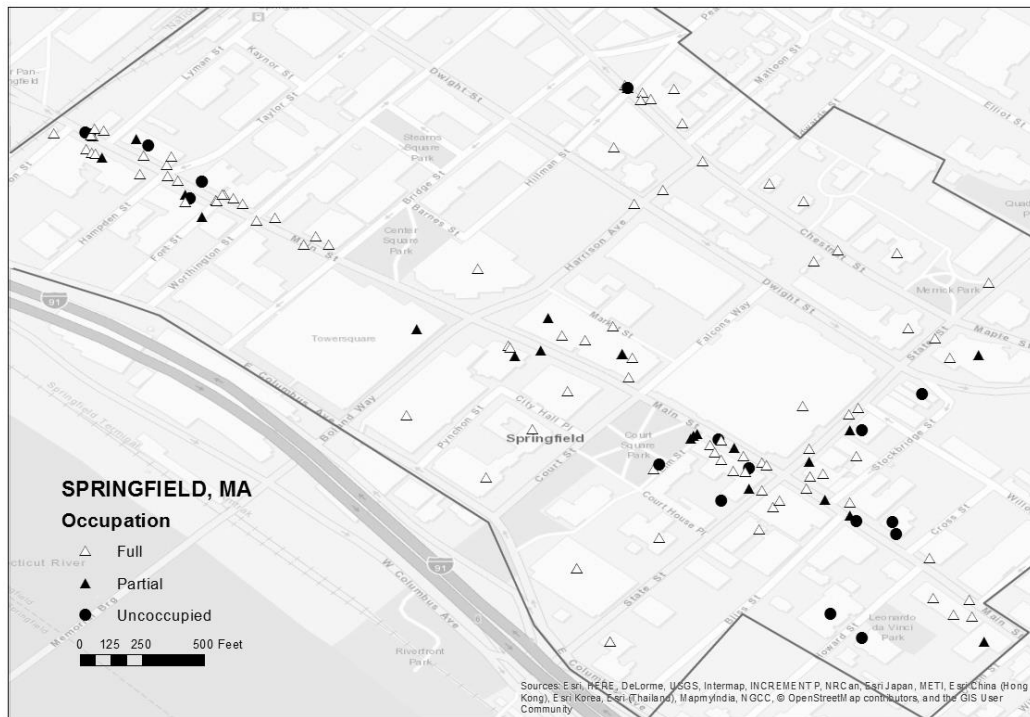 Lyman St
Kaynor St
Taylor St
Dwight St
Mattoon St
Elliot St
Stearns
Square
Park
Bridge St
Hillman St
Barnes St
Hampden St
Fort St
Worthington St
Main St
Center
Square
Park
Harrison Ave
Chestnut St
Dwight St
Merrick Park
91
Towersquare
Market St
Falcons Way
State St
Maple St
E Columbus Ave
Boland Way
Pynchon St
City Hall Pl
Springfield
Court
Square
Park
Main St
Stockbridge St
Court St
Court House Pl
Cross St
SPRINGFIELD, MA
Occupation
Full
Partial
Uncoccupied
0 125 250 500 Feet
91
W Columbus Ave
State St
Bliss St
Howard St
Leonardo
da Vinci
Park
Main St
Riverfront
Park
E Columbus
Sources: Esri, HERE, DeLorme, USGS, Intermap, INCREMENT P, NRCan, Esri Japan, METI, Esri China (Hong
Kong), Esri Korea, Esri (Thailand), MapmyIndia, NGCC, © OpenStreetMap contributors, and the GIS User
Community